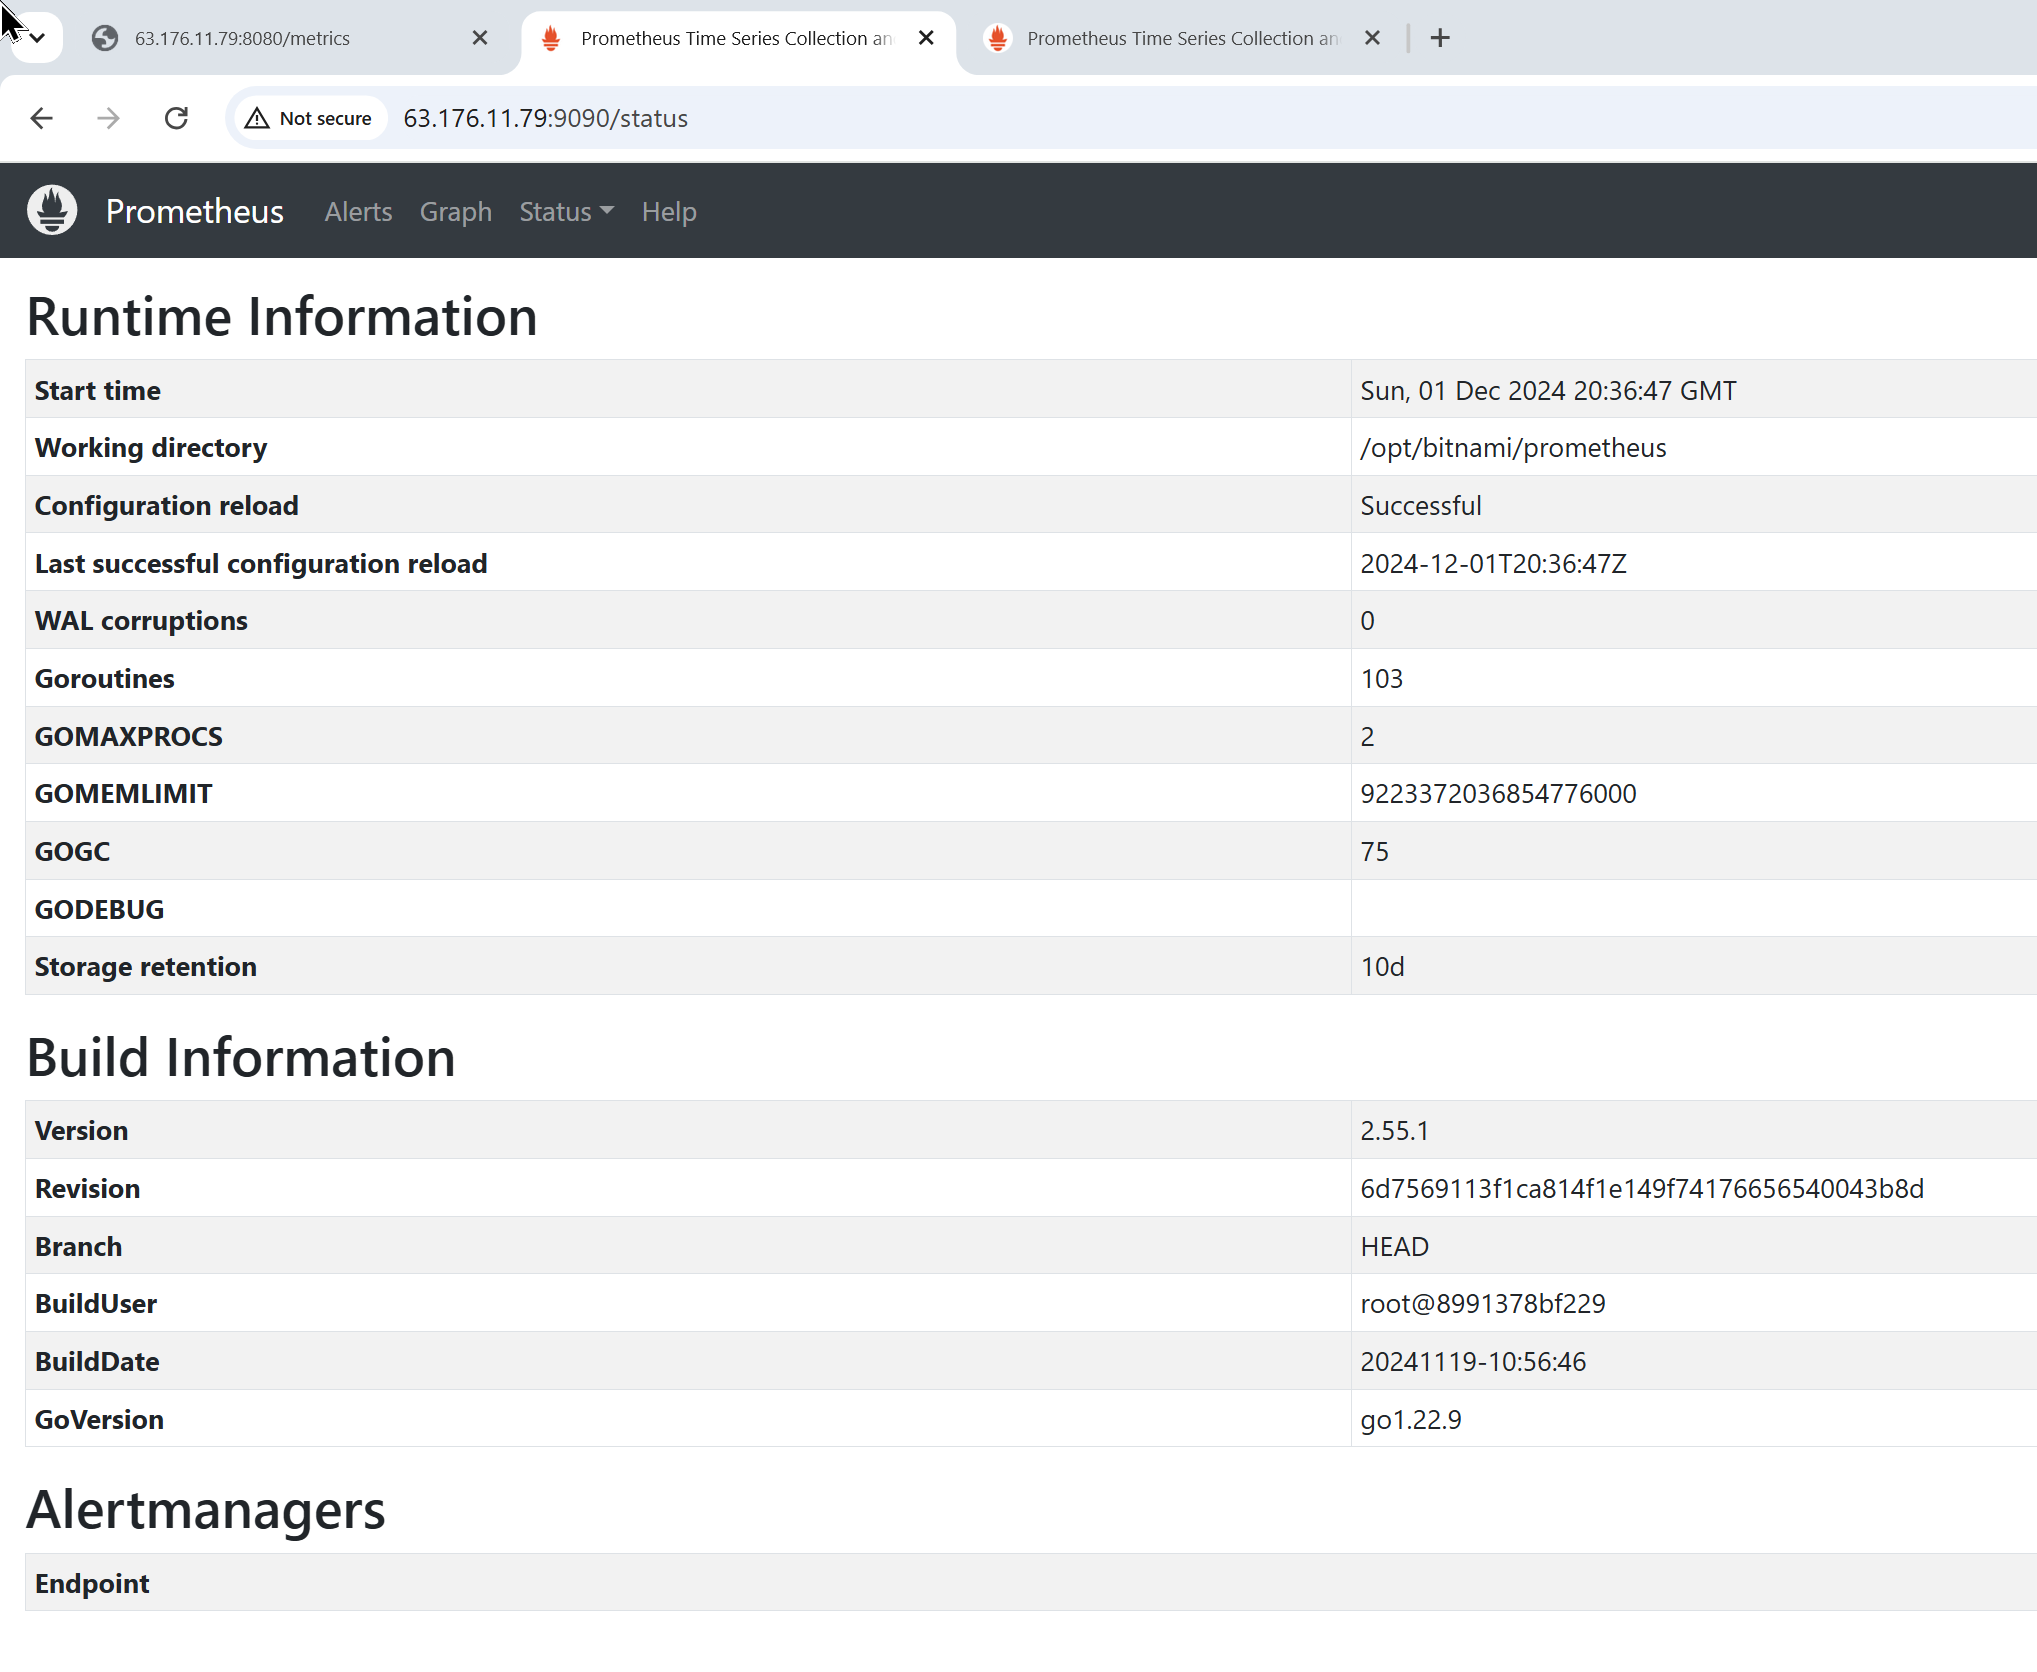 63.176.11.79:8080/metrics
Prometheus Time Series Collection an
Prometheus Time Series Collection an
Not secure
63.176.11.79:9090/status
Prometheus Alerts Graph Status Help
Runtime Information
Start time Sun, 01 Dec 2024 20:36:47 GMT
Working directory /opt/bitnami/prometheus
Configuration reload Successful
Last successful configuration reload 2024-12-01T20:36:47Z
WAL corruptions 0
Goroutines 103
GOMAXPROCS 2
GOMEMLIMIT 9223372036854776000
GOGC 75
GODEBUG
Storage retention 10d
Build Information
Version 2.55.1
Revision 6d7569113f1ca814f1e149f74176656540043b8d
Branch HEAD
BuildUser root@8991378bf229
BuildDate 20241119-10:56:46
GoVersion go1.22.9
Alertmanagers
Endpoint